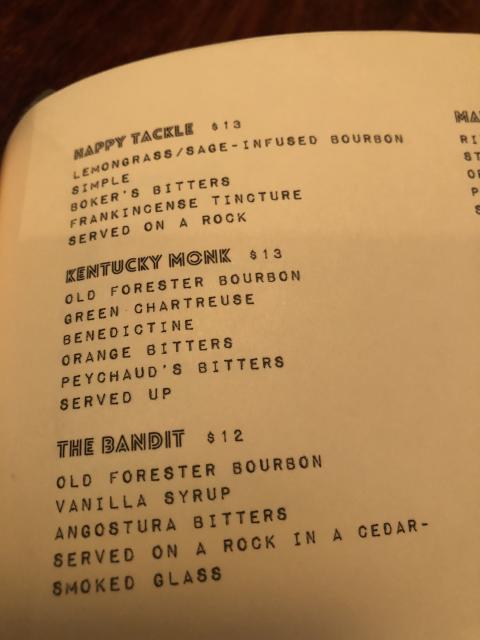 HAPPY TACKLE $13
LEMONGRASS/SAGE-INFUSED BOURBON
SIMPLE
BOKER'S BITTERS
FRANKINCENSE TINCTURE
SERVED ON A ROCK
KENTUCKY MONK $13
OLD FORESTER BOURBON
GREEN CHARTREUSE
BENEDICTINE
ORANGE BITTERS
PEYCHAUD'S BITTERS
SERVED UP
THE BANDIT $12
OLD FORESTER BOURBON
VANILLA SYRUP
ANGOSTURA BITTERS
SERVED ON A ROCK IN A CEDAR-
SMOKED GLASS